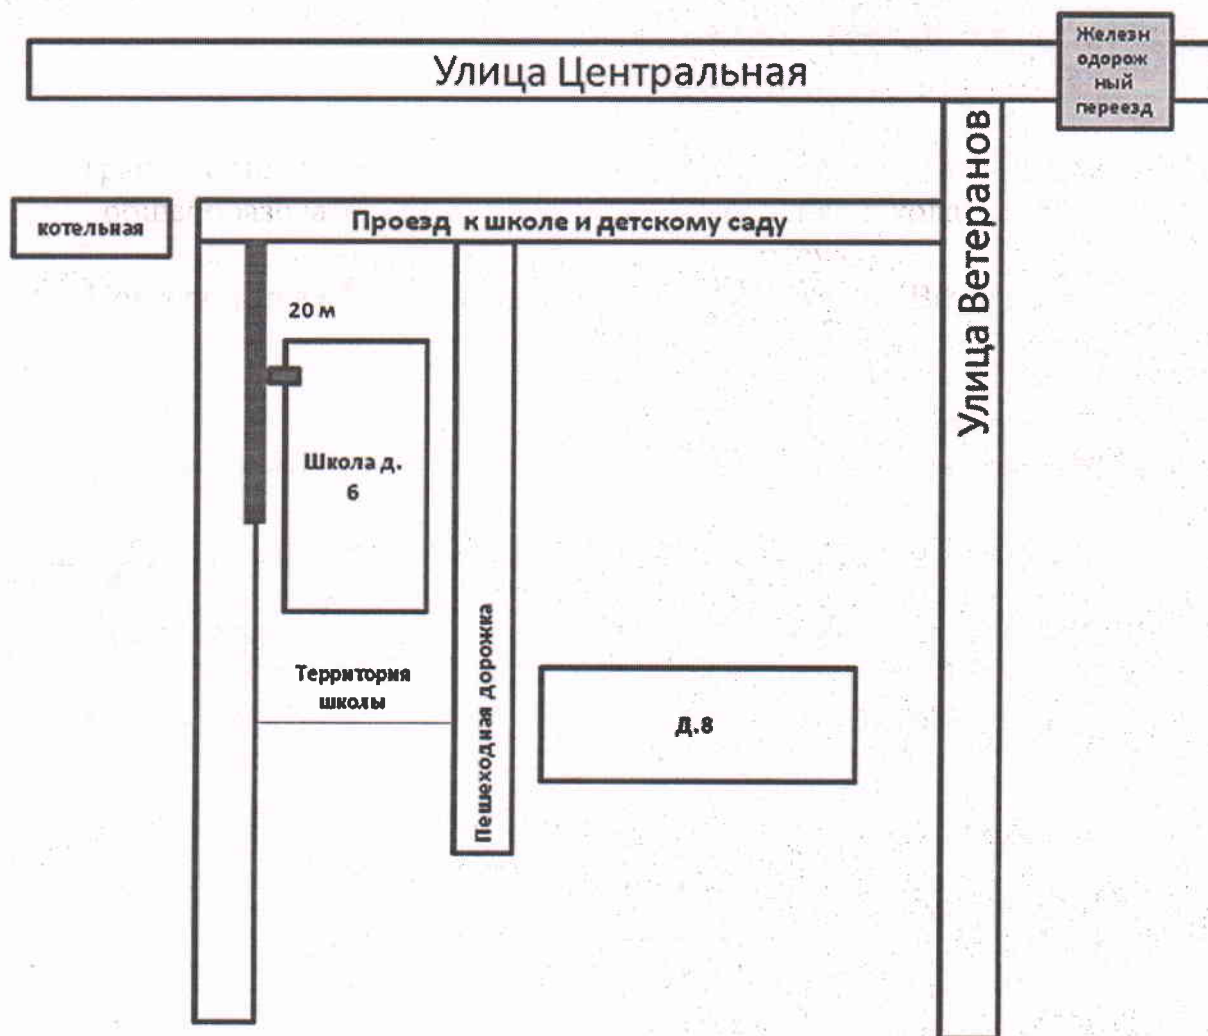 Железн
одорож
ный
переезд
Улица Центральная
Улица Ветеранов
котельная
Проезд к школе и детскому саду
20 м
Школа д.
6
Территория
школы
Пешеходная дорожка
Д.8